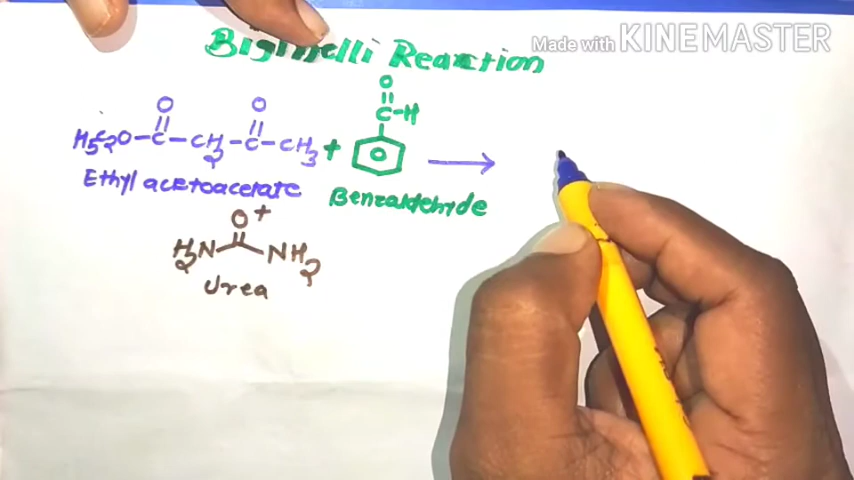 Made with KINEMASTER
Biginelli Reaction
O
C-H
O O
H5C2O-C-CH2-C-CH3 +
Ethyl acetoacetate
Benzaldehyde
+
O
H2N NH2
Urea